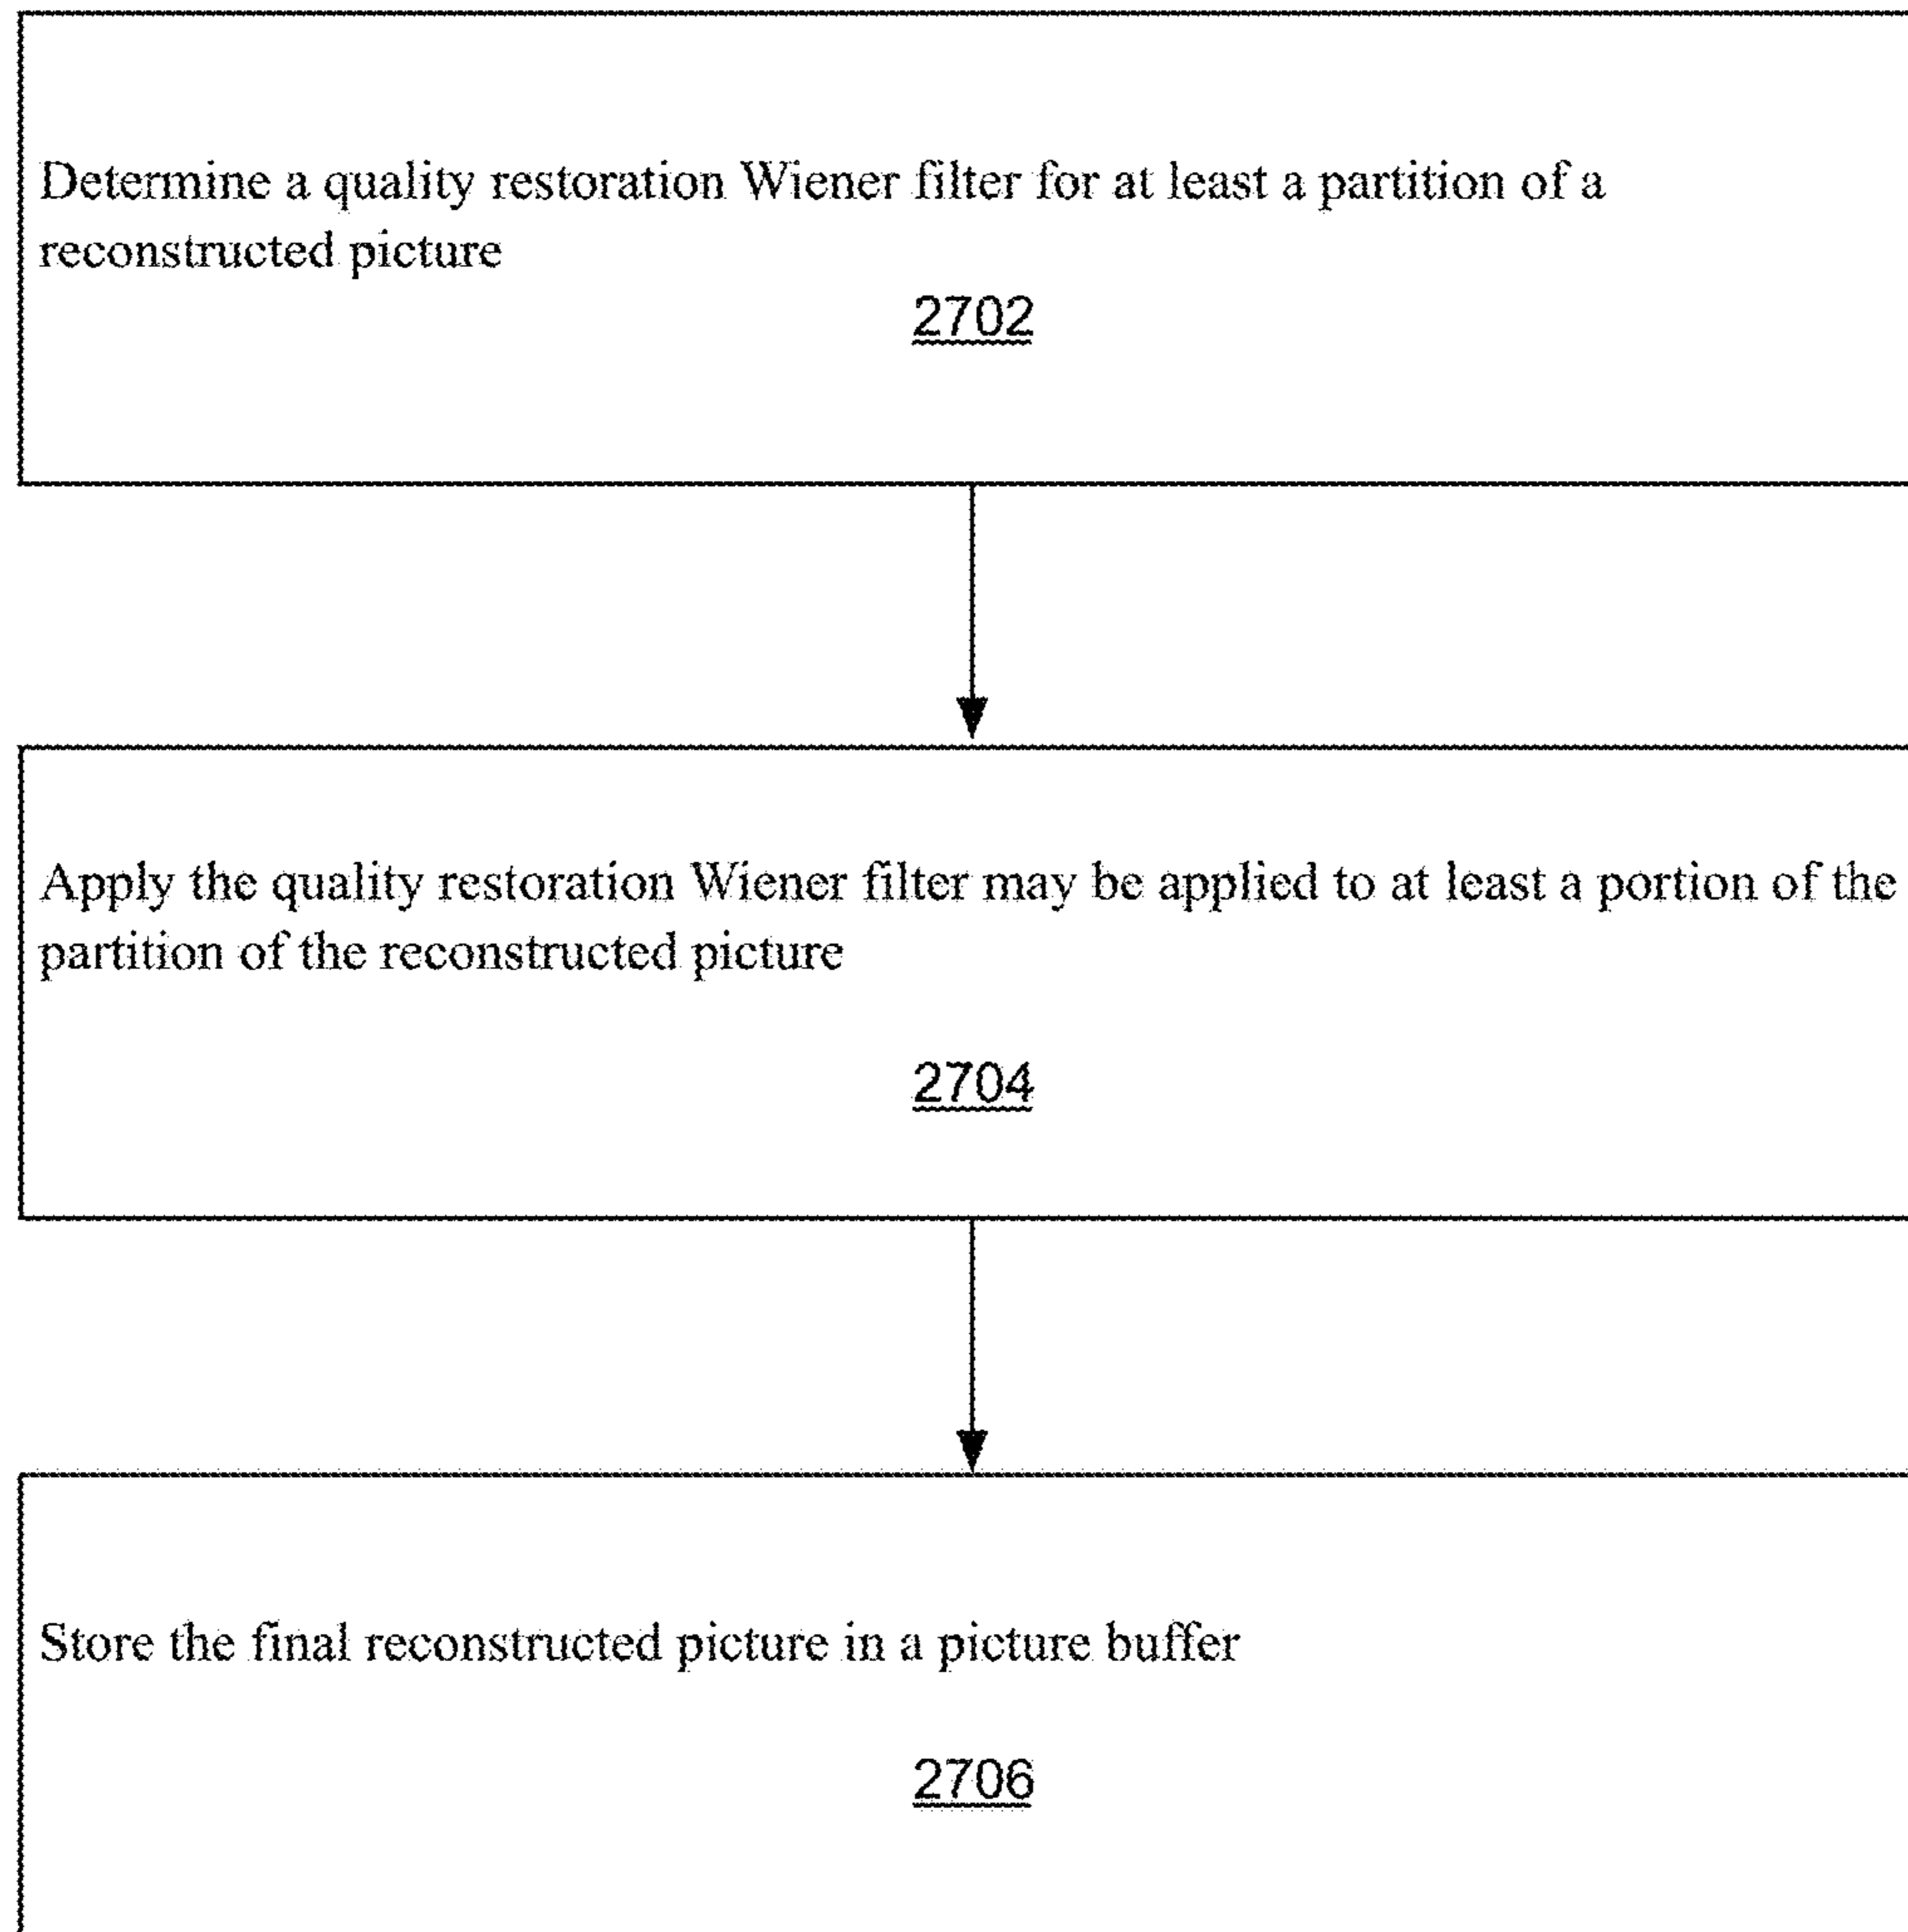 Determine a quality restoration Wiener filter for at least a partition of a
reconstructed picture
2702
Apply the quality restoration Wiener filter may be applied to at least a portion of the
partition of the reconstructed picture
2704
Store the final reconstructed picture in a picture buffer
2706